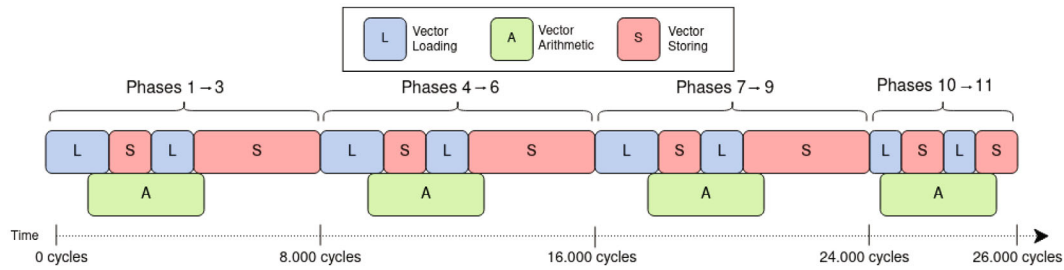 L Vector Loading A Vector Arithmetic S Vector Storing
Phases 1→3 Phases 4→6 Phases 7→9 Phases 10→11
L S L S L S L S L S L S L S L S
A A A A
Time
0 cycles 8.000 cycles 16.000 cycles 24.000 cycles 26.000 cycles